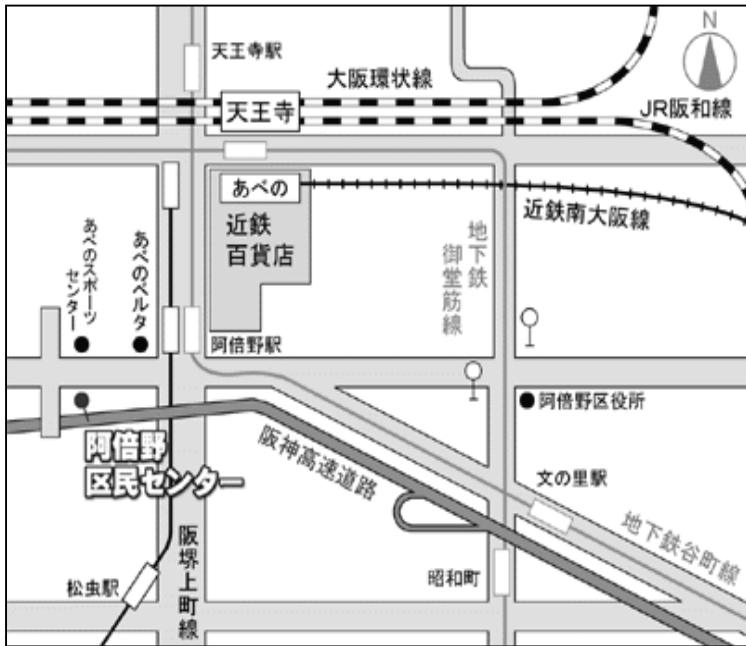 N
天王寺駅
大阪環状線
天王寺
JR阪和線
あべの
近鉄
百貨店
近鉄南大阪線
地下鉄
御堂筋線
あべのスポーツ
センター
あべのベルタ
阿倍野駅
阿倍野区役所
阿倍野
区民センター
阪神高速道路
文の里駅
地下鉄谷町線
阪堺上町線
昭和町
松虫駅